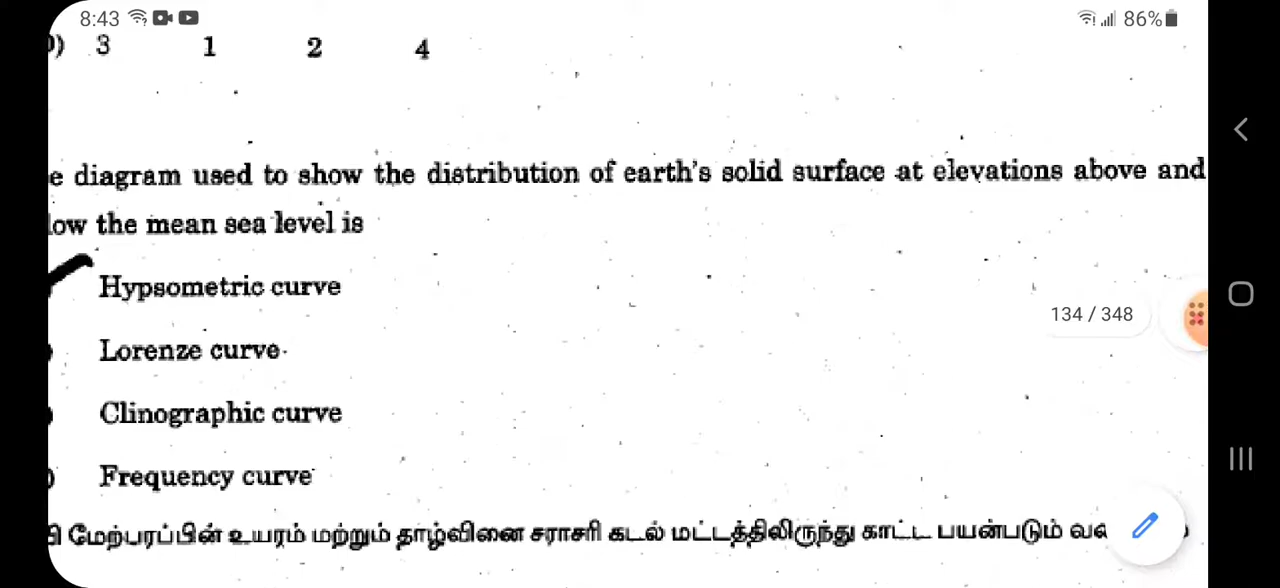 8:43 86%
) 3 1 2 4
e diagram used to show the distribution of earth's solid surface at elevations above and
low the mean sea level is
Hypsometric curve
134 / 348
Lorenze curve.
Clinographic curve
Frequency curve
மேற்பரப்பின் உயரம் மற்றும் தாழ்வினை சராசரி கடல் மட்டத்திலிருந்து காட்ட பயன்படும்